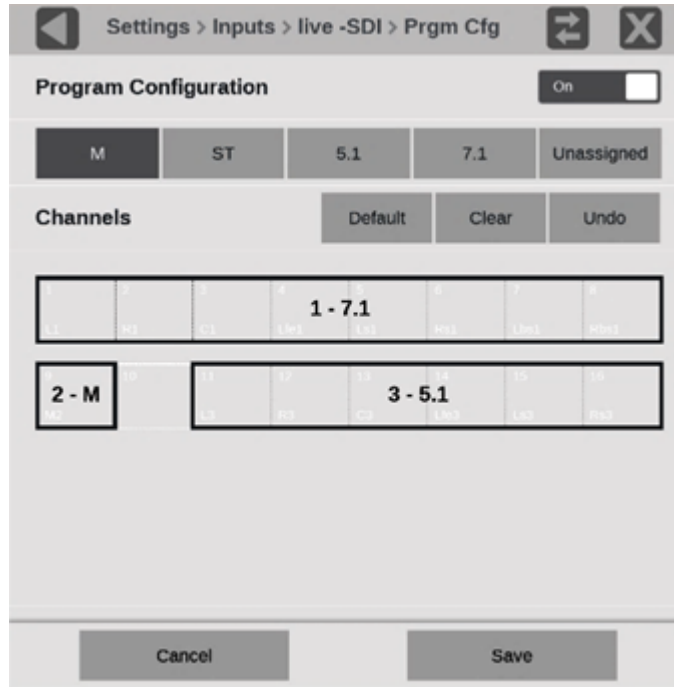 Settings > Inputs > live -SDI > Prgm Cfg
Program Configuration
On
M ST 5.1 7.1 Unassigned
Channels Default Clear Undo
1 2 3 4 5 6 7 8
1 - 7.1
L1 R1 C1 Lfe1 Ls1 Rs1 Lbs1 Rbs1
9 10 11 12 13 14 15 16
2 - M 3 - 5.1
M2 L3 R3 C3 Lfe3 Ls3 Rs3
Cancel Save